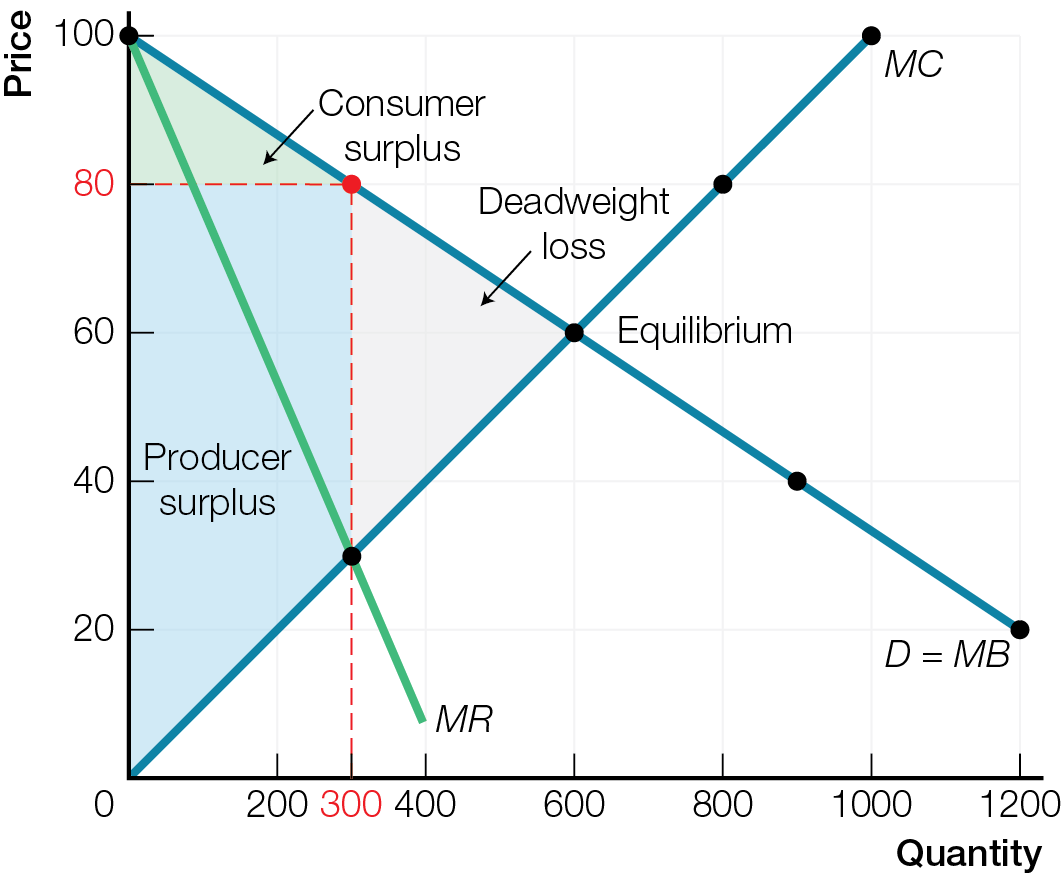 Price
100
80
60
40
20
0
Consumer
surplus
Deadweight
loss
Equilibrium
Producer
surplus
MC
D = MB
MR
200
300
400
600
800
1000
1200
Quantity